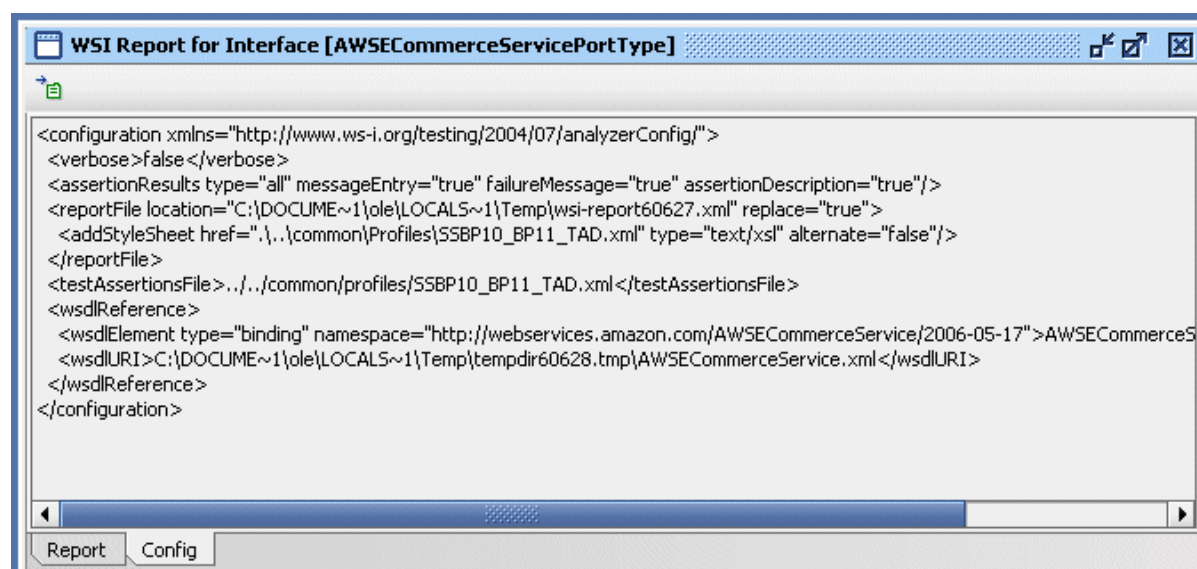 WSI Report for Interface [AWSECommerceServicePortType]
<configuration xmlns="http://www.ws-i.org/testing/2004/07/analyzerConfig/">
<verbose>false</verbose>
<assertionResults type="all" messageEntry="true" failureMessage="true" assertionDescription="true"/>
<reportFile location="C:\DOCUME~1\ole\LOCALS~1\Temp\wsi-report60627.xml" replace="true">
<addStyleSheet href=".\..\common\Profiles\SSBP10_BP11_TAD.xml" type="text/xsl" alternate="false"/>
</reportFile>
<testAssertionsFile>../../common/profiles/SSBP10_BP11_TAD.xml</testAssertionsFile>
<wsdlReference>
<wsdlElement type="binding" namespace="http://webservices.amazon.com/AWSECommerceService/2006-05-17">AWSECommerceS
<wsdlURI>C:\DOCUME~1\ole\LOCALS~1\Temp\tempdir60628.tmp\AWSECommerceService.xml</wsdlURI>
</wsdlReference>
</configuration>
Report Config